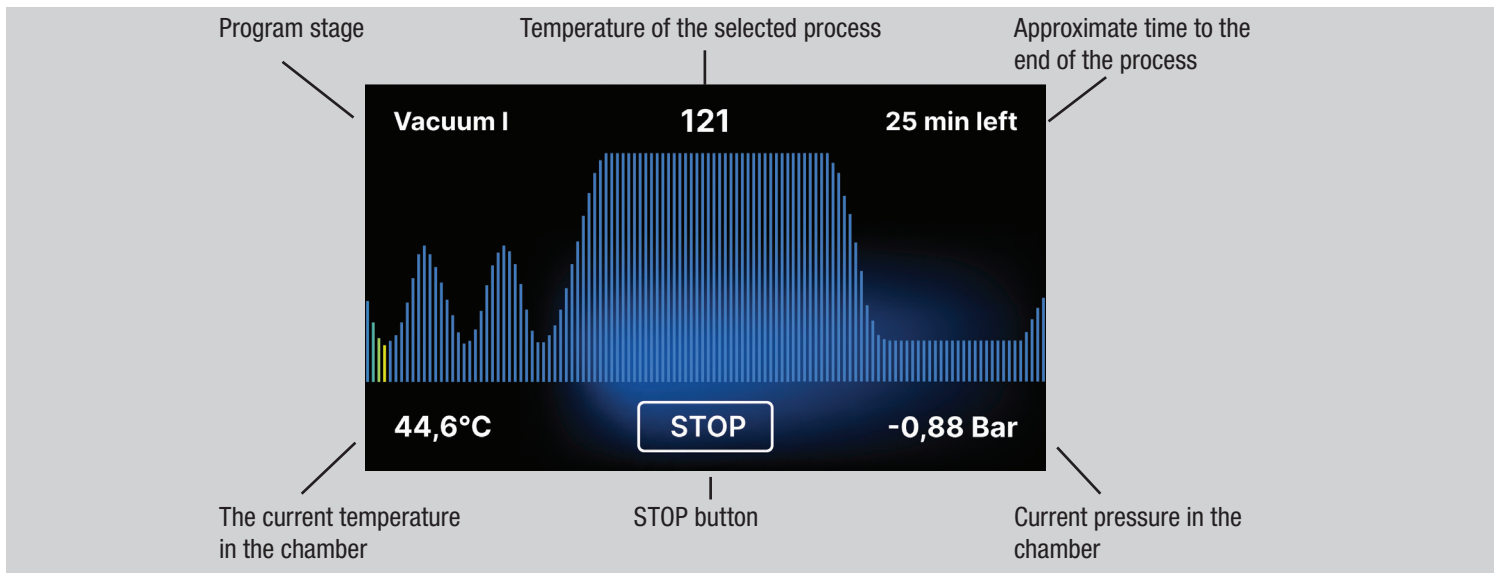 Program stage
Temperature of the selected process
Approximate time to the
end of the process
Vacuum I
121
25 min left
44,6°C
STOP
-0,88 Bar
The current temperature
in the chamber
STOP button
Current pressure in the
chamber